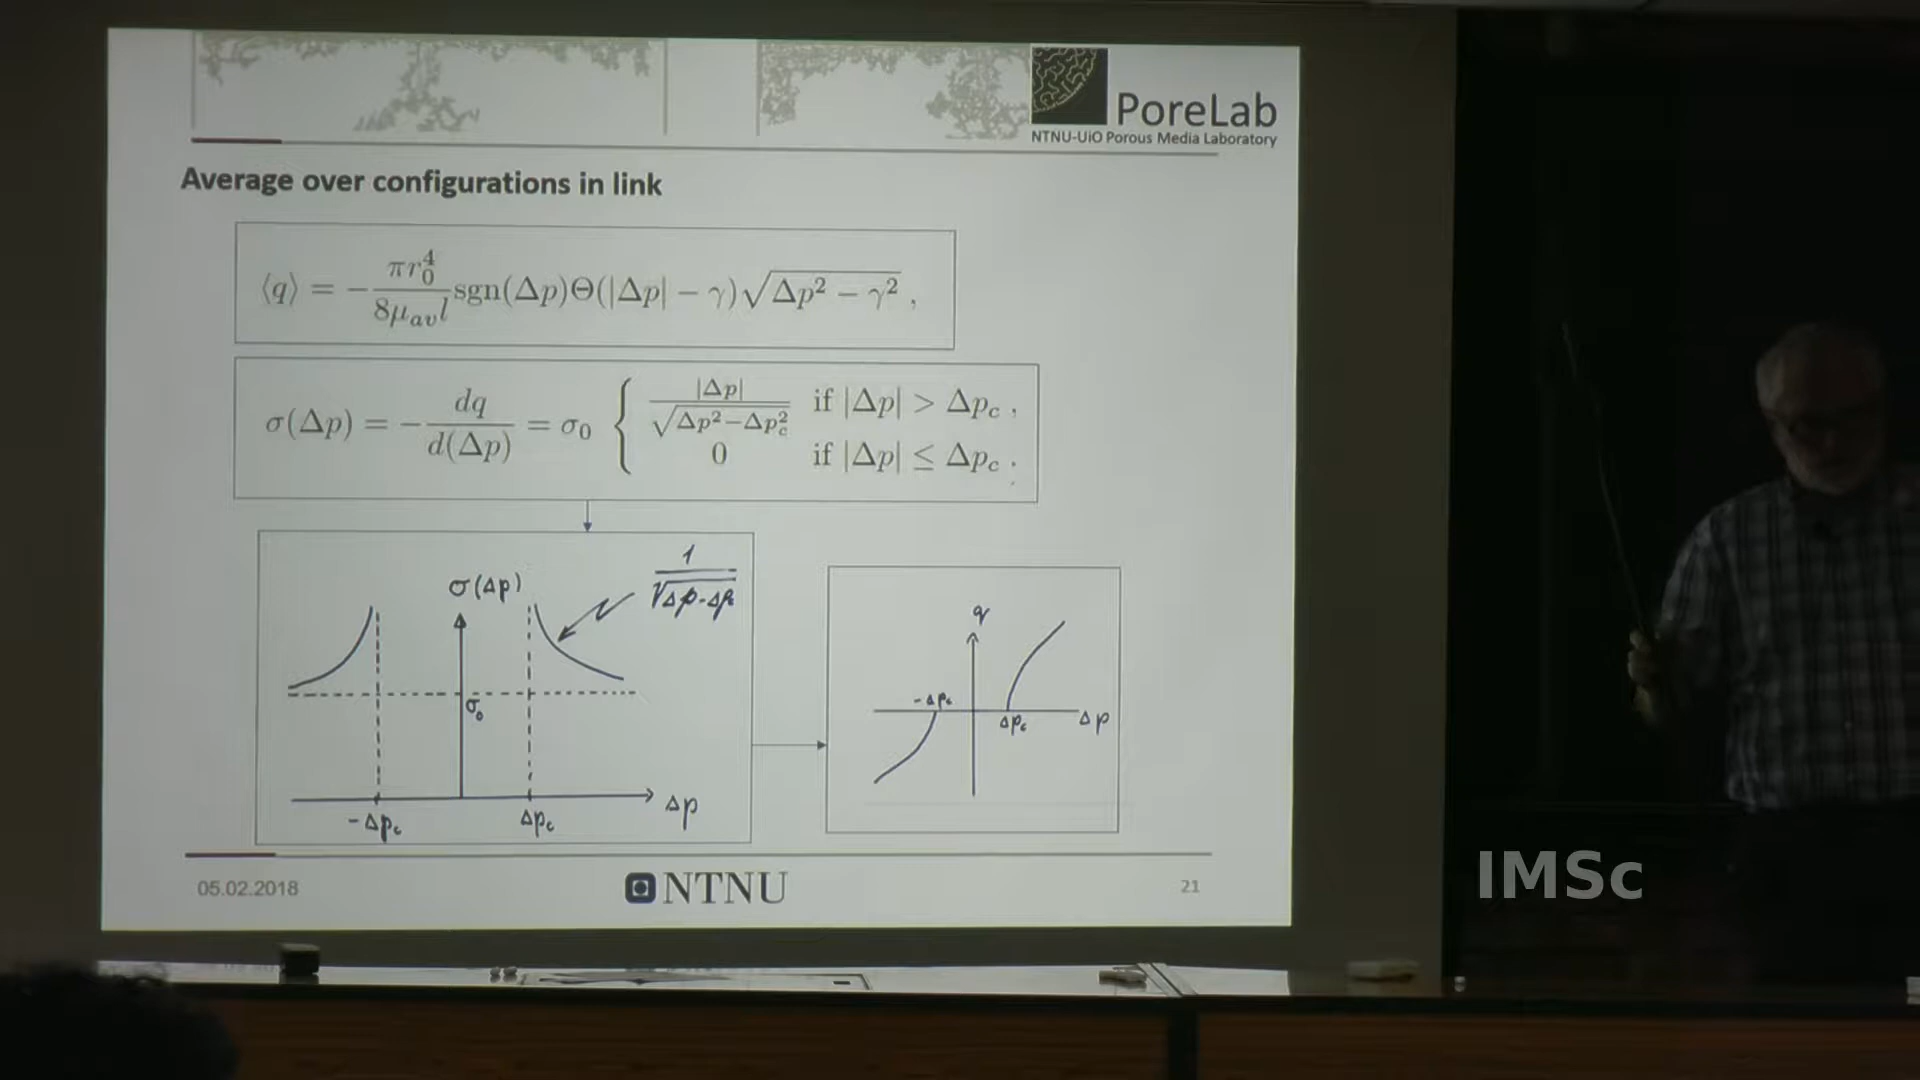 PoreLab
NTNU-UiO Porous Media Laboratory
Average over configurations in link
⟨q⟩ = − πr₀⁴ / 8μₐᵥl sgn(Δp)Θ(|Δp| − γ)√(Δp² − γ²) ,
σ(Δp) = − dq / d(Δp) = σ₀ { |Δp| / √(Δp²−Δp_c²) if |Δp| > Δp_c ,
0 if |Δp| ≤ Δp_c .
σ(Δp)
1 / √(Δp-Δp_c)
σ₀
-Δp_c
Δp_c
Δp
q
-Δp_c
Δp_c
Δp
05.02.2018
NTNU
21
IMSc